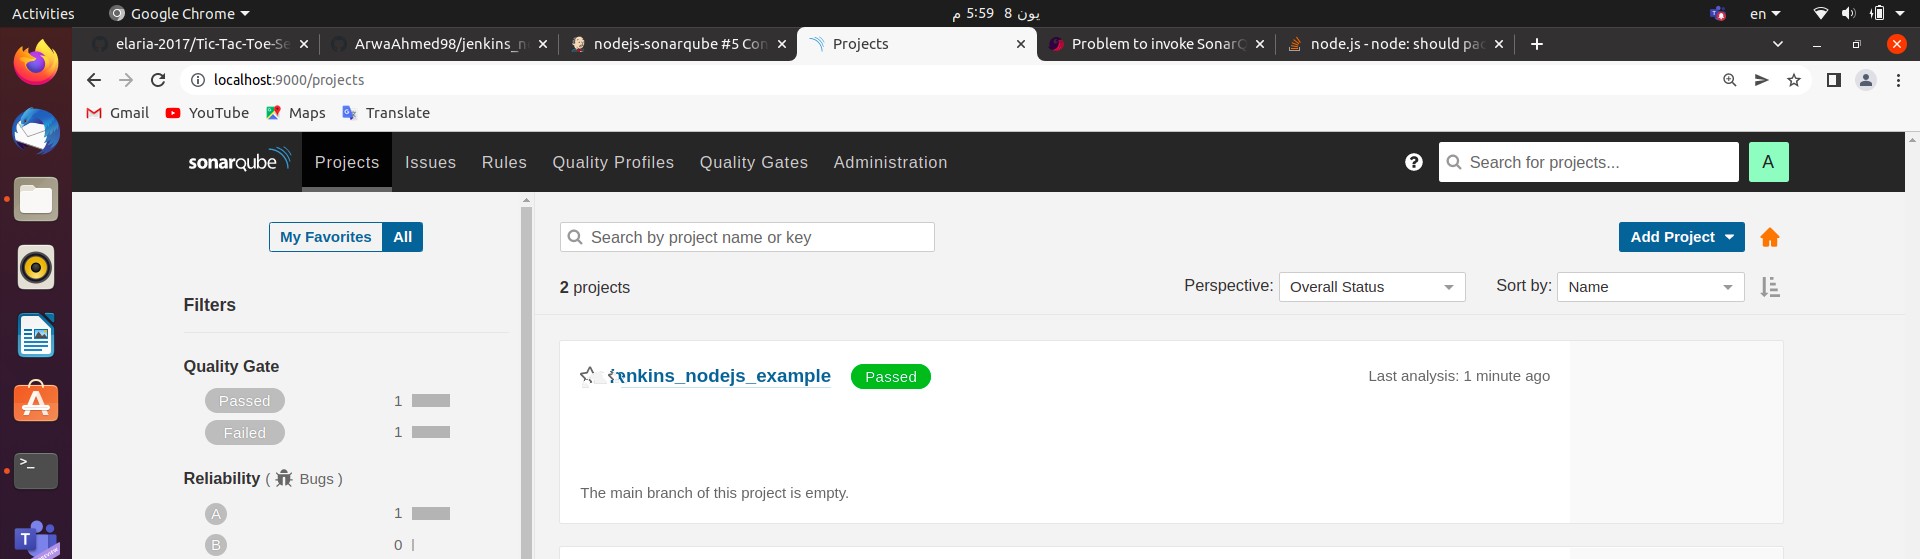 Activities
Google Chrome
8 يون 5:59 م
en
elaria-2017/Tic-Tac-Toe-Se
ArwaAhmed98/jenkins_n
nodejs-sonarqube #5 Con
Projects
Problem to invoke SonarQ
node.js - node: should pac
localhost:9000/projects
Gmail
YouTube
Maps
Translate
sonarqube
Projects
Issues
Rules
Quality Profiles
Quality Gates
Administration
Search for projects...
A
My Favorites
All
Search by project name or key
Add Project
2 projects
Perspective:
Overall Status
Sort by:
Name
Filters
Quality Gate
Passed 1
Failed 1
Reliability ( Bugs )
A 1
B 0
jenkins_nodejs_example
Passed
Last analysis: 1 minute ago
The main branch of this project is empty.